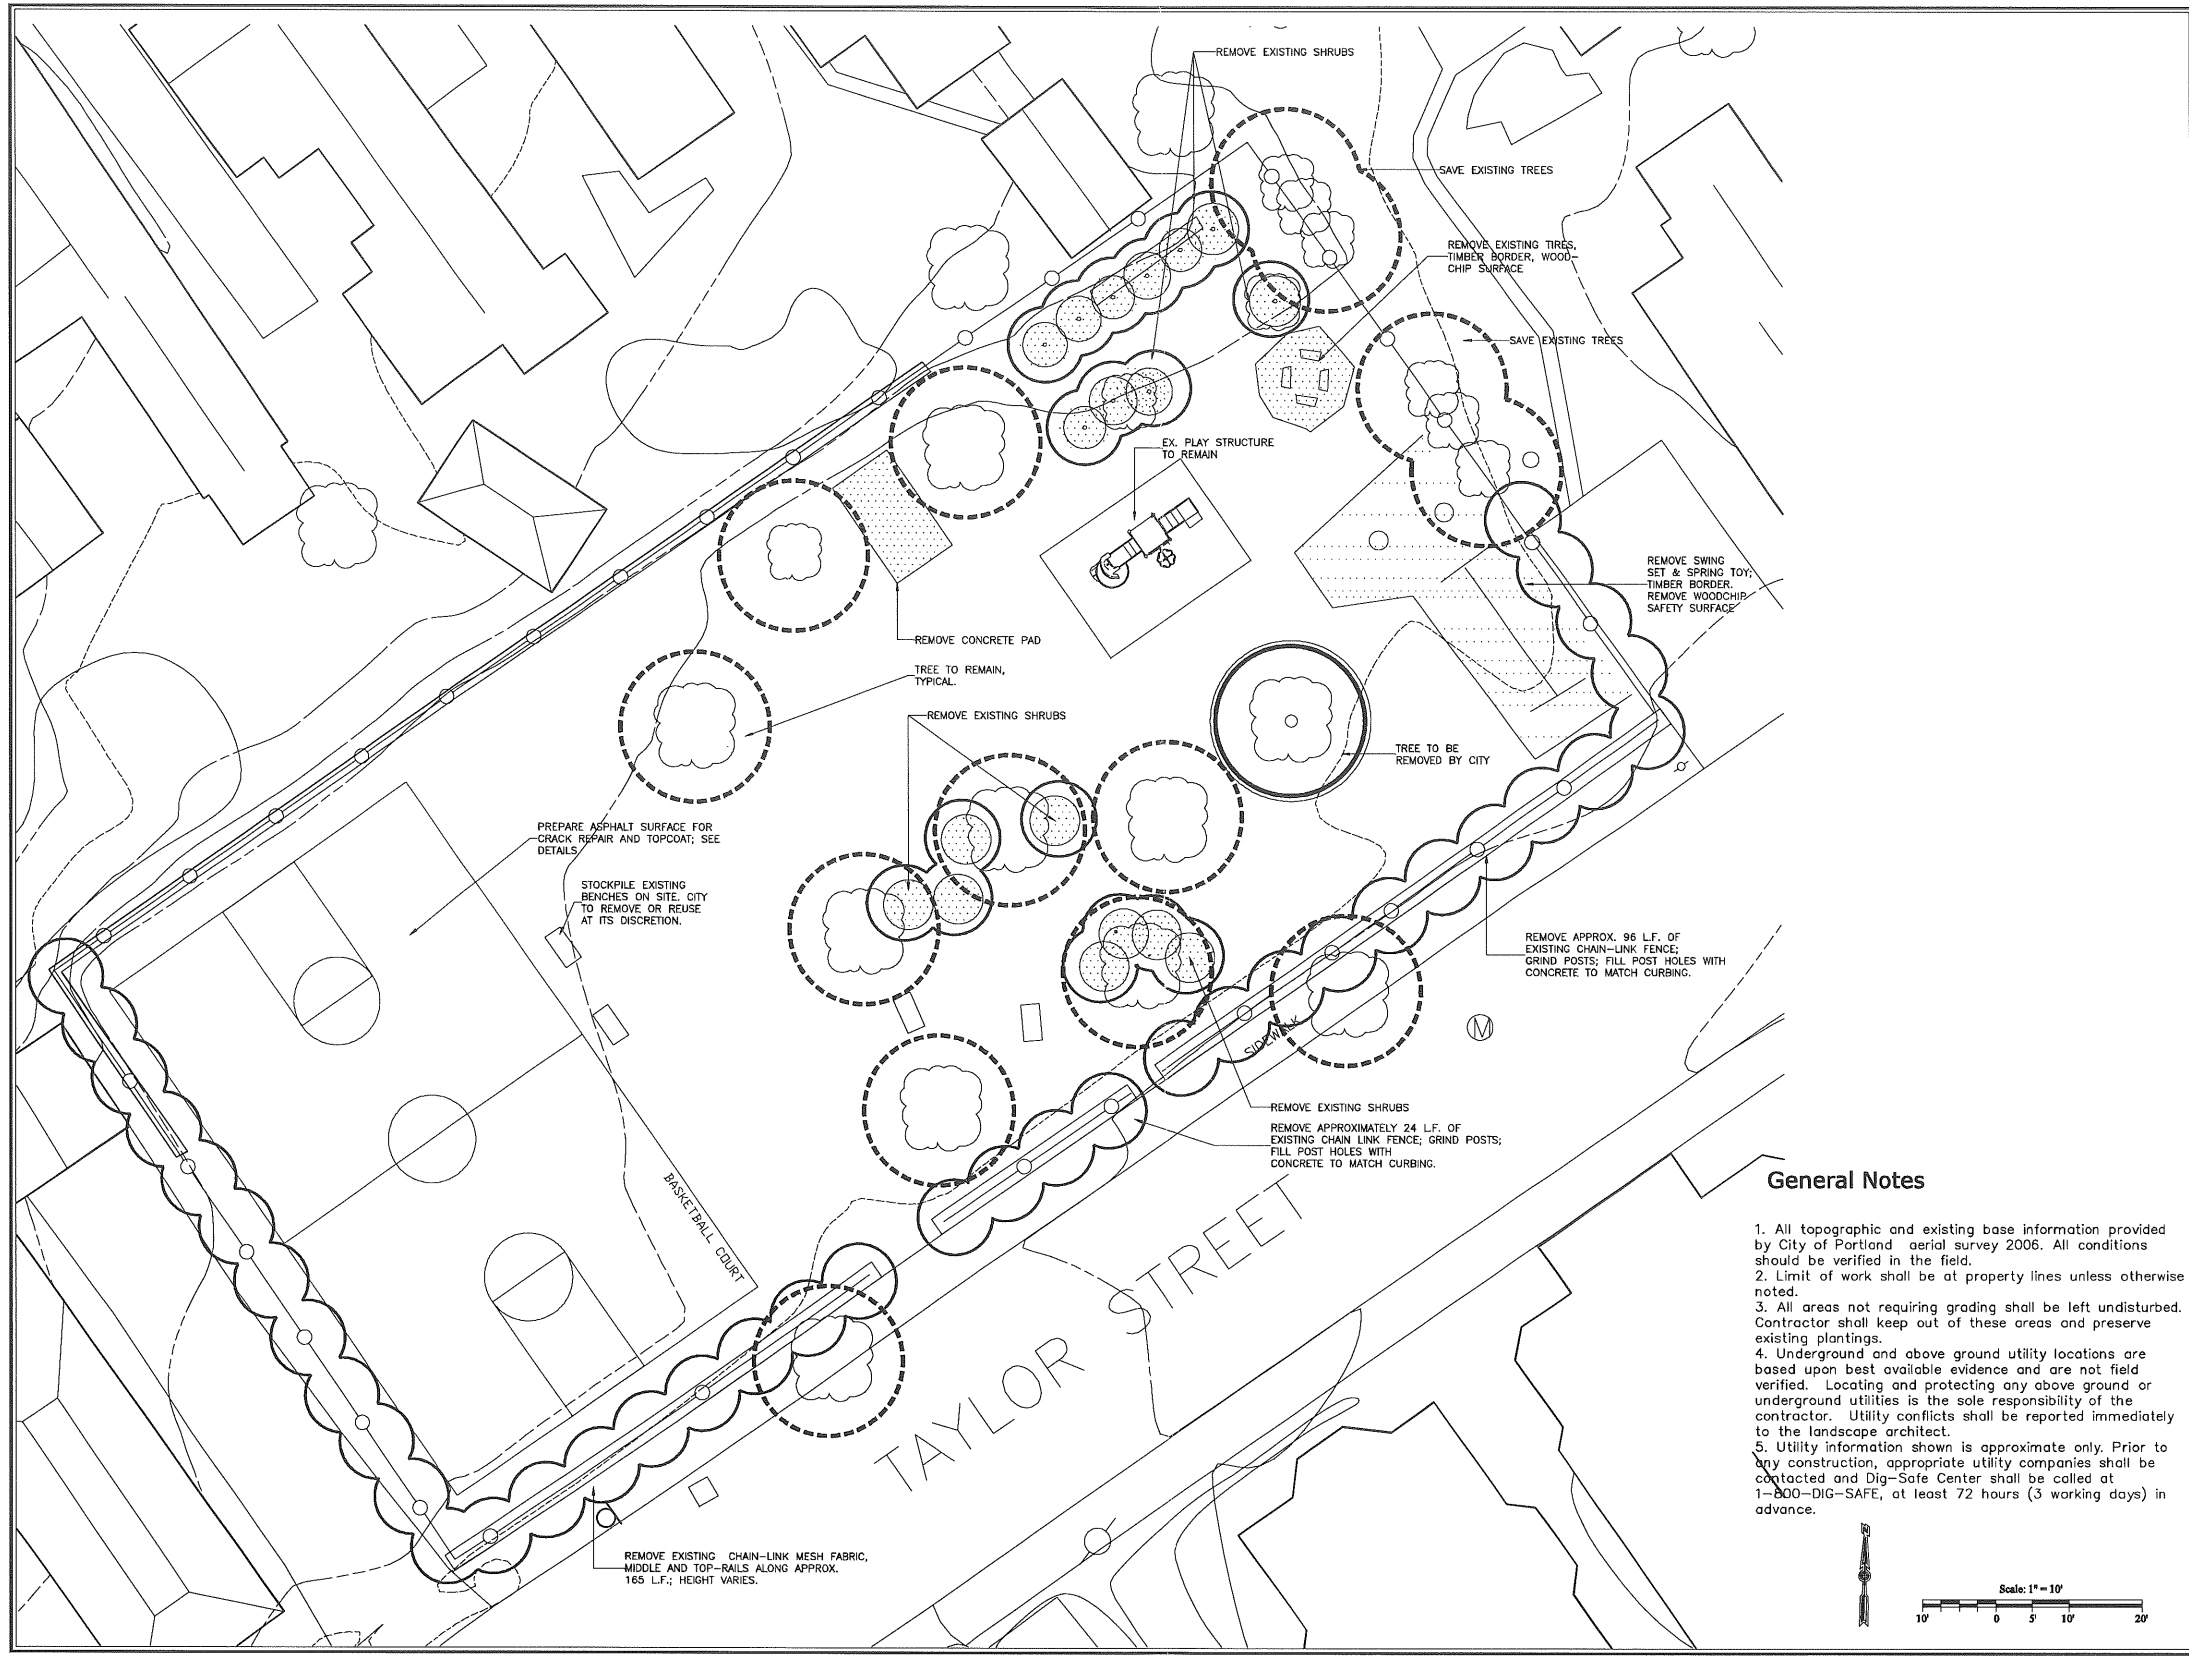 REMOVE EXISTING SHRUBS
SAVE EXISTING TREES
REMOVE EXISTING TIRES,
TIMBER BORDER, WOOD-
CHIP SURFACE
SAVE EXISTING TREES
EX. PLAY STRUCTURE
TO REMAIN
REMOVE SWING
SET & SPRING TOY;
TIMBER BORDER.
REMOVE WOODCHIP
SAFETY SURFACE
REMOVE CONCRETE PAD
TREE TO REMAIN,
TYPICAL.
REMOVE EXISTING SHRUBS
TREE TO BE
REMOVED BY CITY
PREPARE ASPHALT SURFACE FOR
CRACK REPAIR AND TOPCOAT; SEE
DETAILS
STOCKPILE EXISTING
BENCHES ON SITE. CITY
TO REMOVE OR REUSE
AT ITS DISCRETION.
REMOVE APPROX. 96 L.F. OF
EXISTING CHAIN-LINK FENCE;
GRIND POSTS; FILL POST HOLES WITH
CONCRETE TO MATCH CURBING.
M
SIDEWALK
REMOVE EXISTING SHRUBS
REMOVE APPROXIMATELY 24 L.F. OF
EXISTING CHAIN LINK FENCE; GRIND POSTS;
FILL POST HOLES WITH
CONCRETE TO MATCH CURBING.
BASKETBALL COURT
TAYLOR STREET
REMOVE EXISTING CHAIN-LINK MESH FABRIC,
MIDDLE AND TOP-RAILS ALONG APPROX.
165 L.F.; HEIGHT VARIES.
General Notes
1. All topographic and existing base information provided
by City of Portland aerial survey 2006. All conditions
should be verified in the field.
2. Limit of work shall be at property lines unless otherwise
noted.
3. All areas not requiring grading shall be left undisturbed.
Contractor shall keep out of these areas and preserve
existing plantings.
4. Underground and above ground utility locations are
based upon best available evidence and are not field
verified. Locating and protecting any above ground or
underground utilities is the sole responsibility of the
contractor. Utility conflicts shall be reported immediately
to the landscape architect.
5. Utility information shown is approximate only. Prior to
any construction, appropriate utility companies shall be
contacted and Dig-Safe Center shall be called at
1-800-DIG-SAFE, at least 72 hours (3 working days) in
advance.
N
Scale: 1" = 10'
10' 0 5' 10' 20'